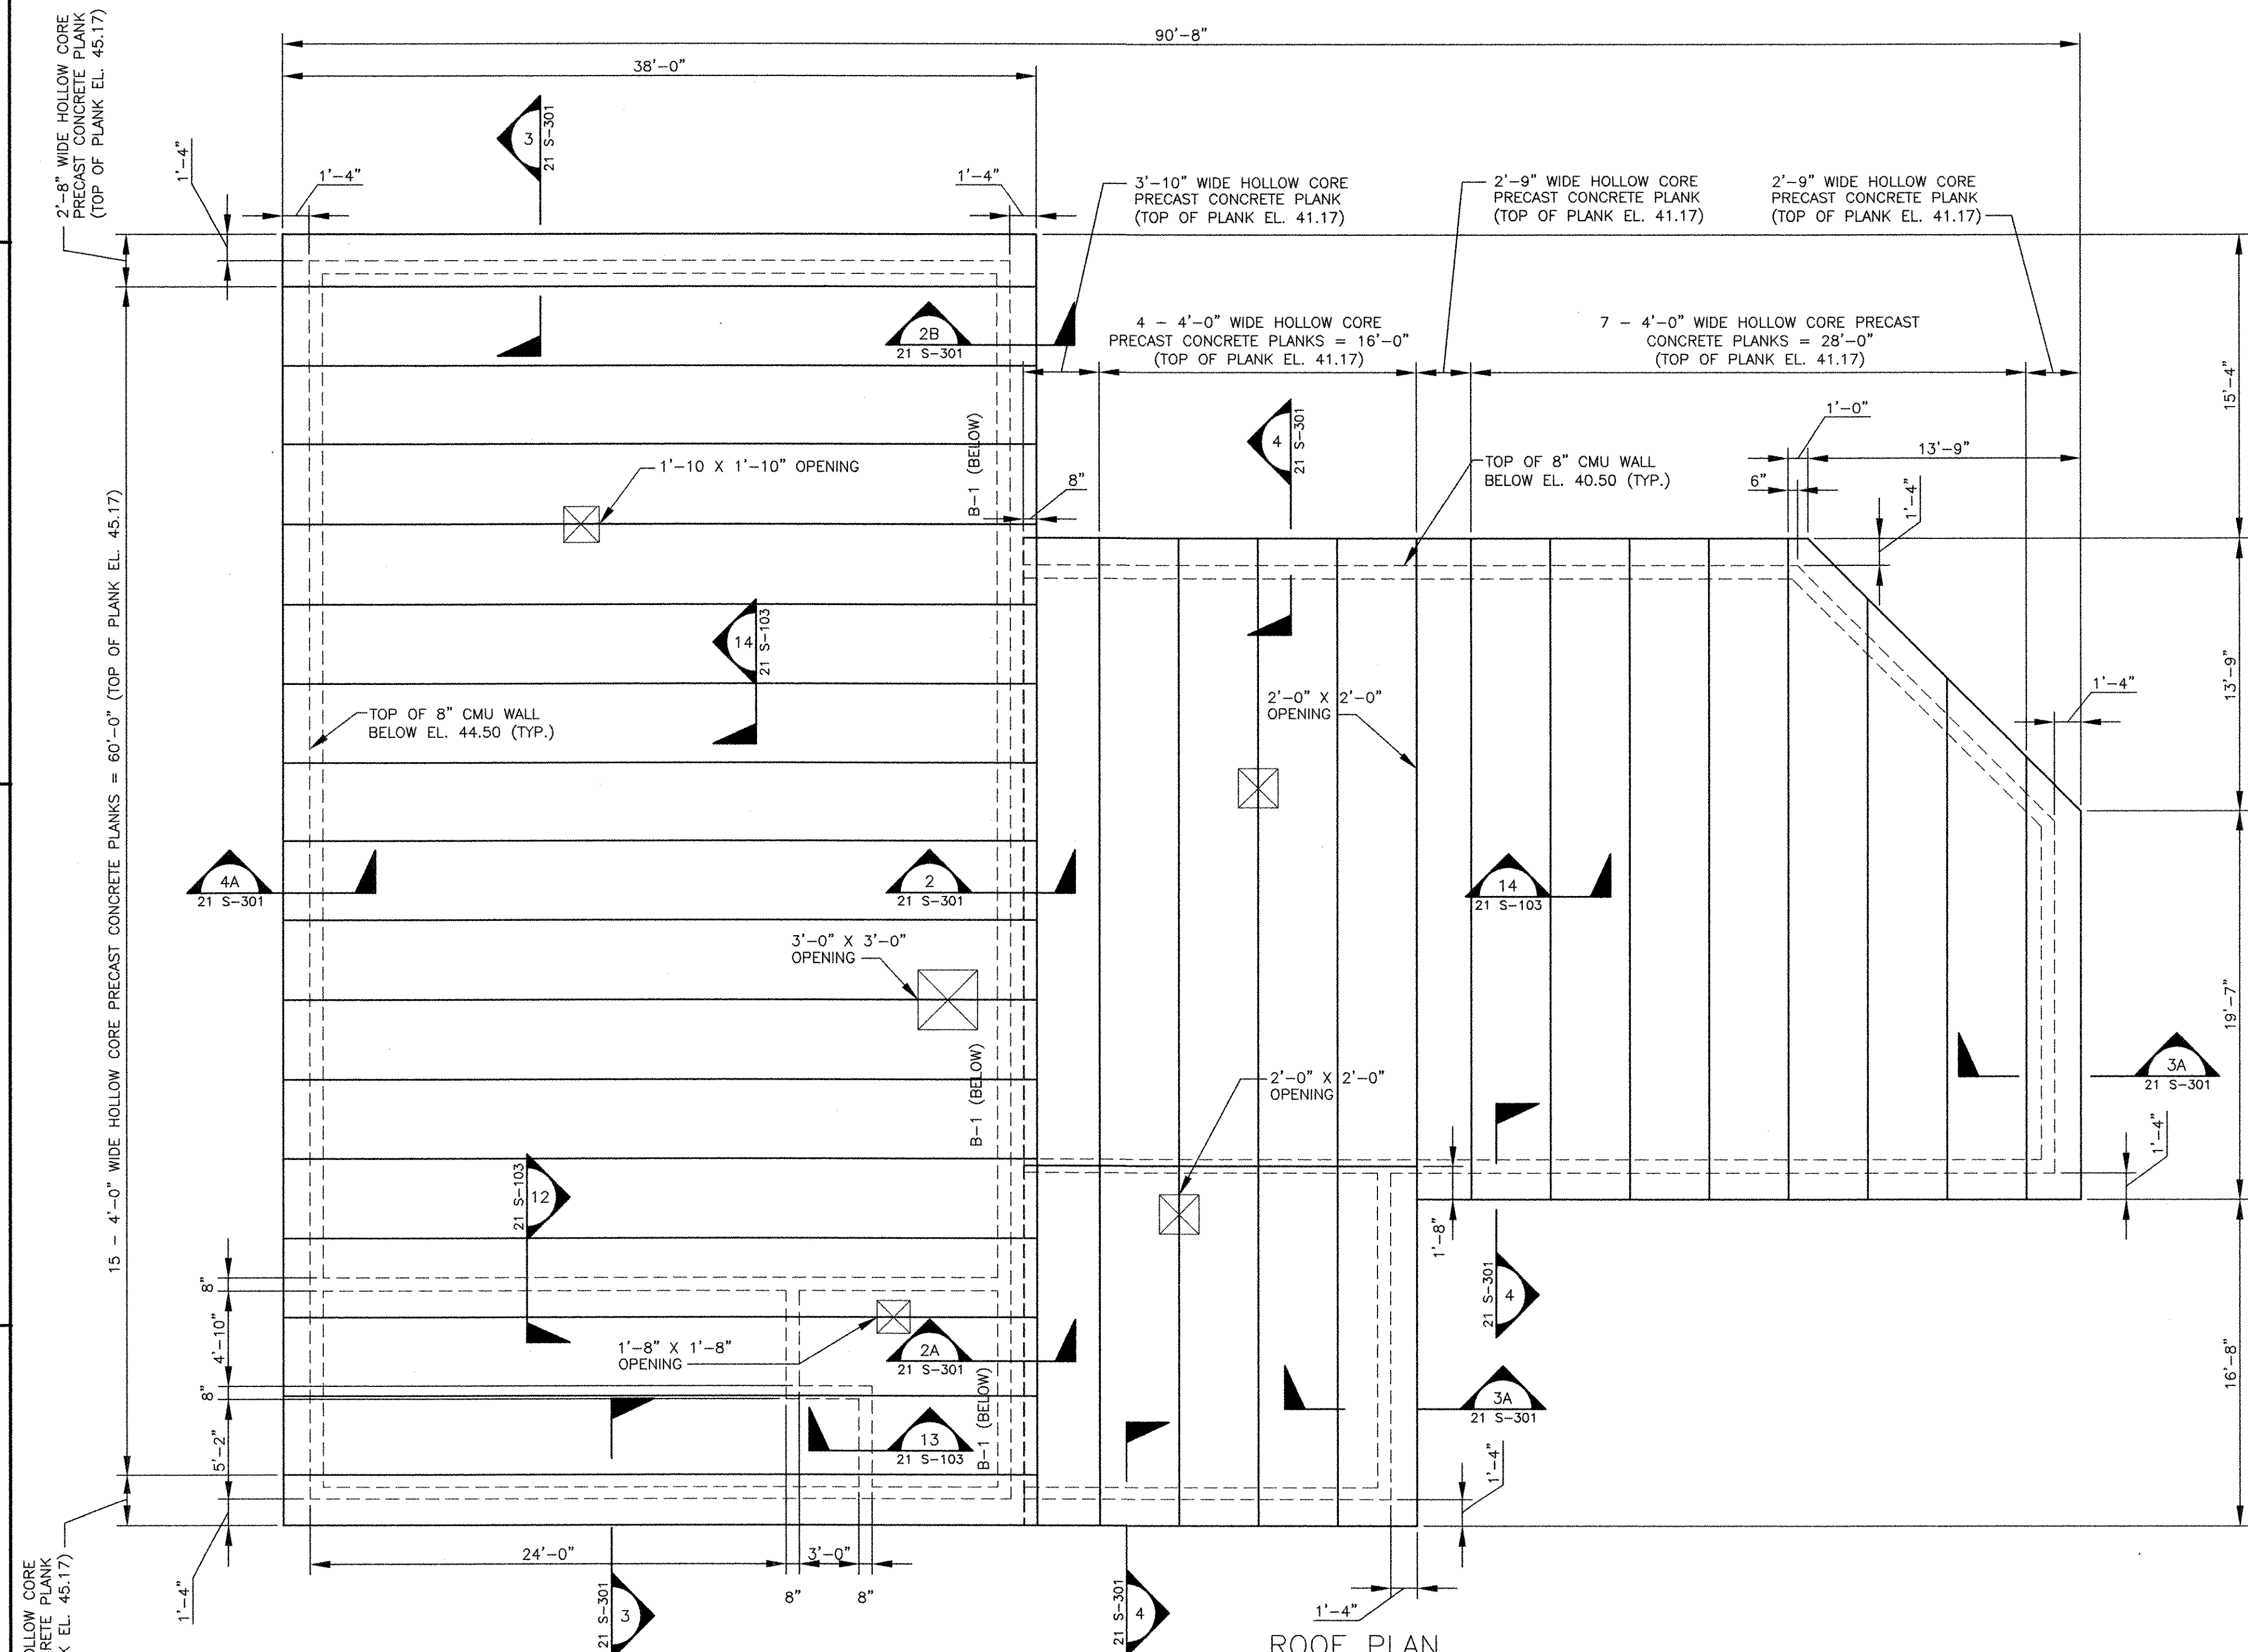 2'-8" WIDE HOLLOW CORE
PRECAST CONCRETE PLANK
(TOP OF PLANK EL. 45.17)
90'-8"
38'-0"
3
21 S-301
1'-4"
1'-4"
1'-4"
3'-10" WIDE HOLLOW CORE
PRECAST CONCRETE PLANK
(TOP OF PLANK EL. 41.17)
2'-9" WIDE HOLLOW CORE
PRECAST CONCRETE PLANK
(TOP OF PLANK EL. 41.17)
2'-9" WIDE HOLLOW CORE
PRECAST CONCRETE PLANK
(TOP OF PLANK EL. 41.17)
2B
21 S-301
4 - 4'-0" WIDE HOLLOW CORE
PRECAST CONCRETE PLANKS = 16'-0"
(TOP OF PLANK EL. 41.17)
7 - 4'-0" WIDE HOLLOW CORE PRECAST
CONCRETE PLANKS = 28'-0"
(TOP OF PLANK EL. 41.17)
15'-4"
B-1 (BELOW)
4
21 S-301
1'-0"
13'-9"
1'-10 X 1'-10" OPENING
8"
TOP OF 8" CMU WALL
BELOW EL. 40.50 (TYP.)
6"
1'-4"
15 - 4'-0" WIDE HOLLOW CORE PRECAST CONCRETE PLANKS = 60'-0" (TOP OF PLANK EL. 45.17)
14
21 S-103
13'-9"
1'-4"
TOP OF 8" CMU WALL
BELOW EL. 44.50 (TYP.)
2'-0" X 2'-0"
OPENING
4A
21 S-301
2
21 S-301
14
21 S-103
3'-0" X 3'-0"
OPENING
19'-7"
B-1 (BELOW)
2'-0" X 2'-0"
OPENING
3A
21 S-301
1'-4"
12
21 S-103
1'-8"
8"
4'-10"
8"
5'-2"
1'-8" X 1'-8"
OPENING
2A
21 S-301
4
21 S-301
16'-8"
B-1 (BELOW)
3A
21 S-301
13
21 S-103
1'-4"
24'-0"
3'-0"
8"
8"
1'-4"
3
21 S-301
4
21 S-301
1'-4"
OLLOW CORE
RETE PLANK
K EL. 45.17)
ROOF PLAN